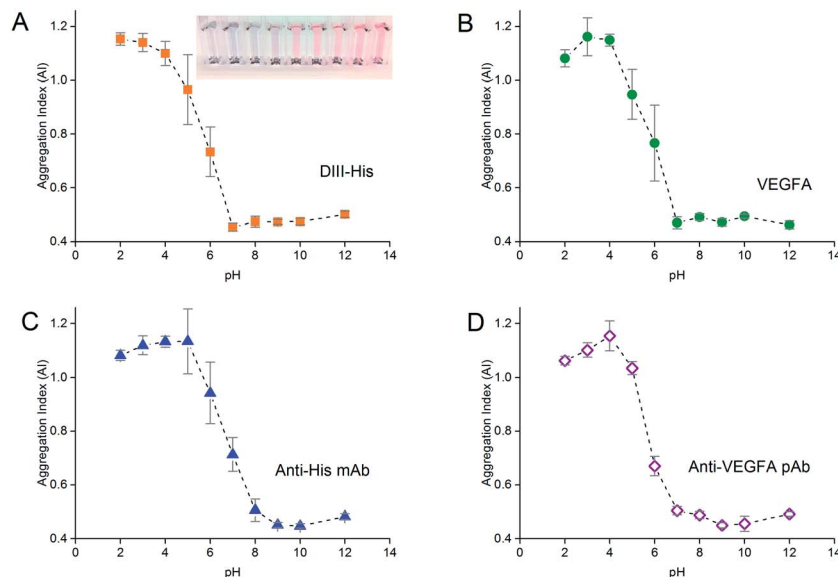 A
Aggregation Index (AI)
1.2
1.0
0.8
0.6
0.4
0 2 4 6 8 10 12 14
pH
DIII-His
B
Aggregation Index (AI)
1.2
1.0
0.8
0.6
0.4
0 2 4 6 8 10 12 14
pH
VEGFA
C
Aggregation Index (AI)
1.2
1.0
0.8
0.6
0.4
0 2 4 6 8 10 12 14
pH
Anti-His mAb
D
Aggregation Index (AI)
1.2
1.0
0.8
0.6
0.4
0 2 4 6 8 10 12 14
pH
Anti-VEGFA pAb